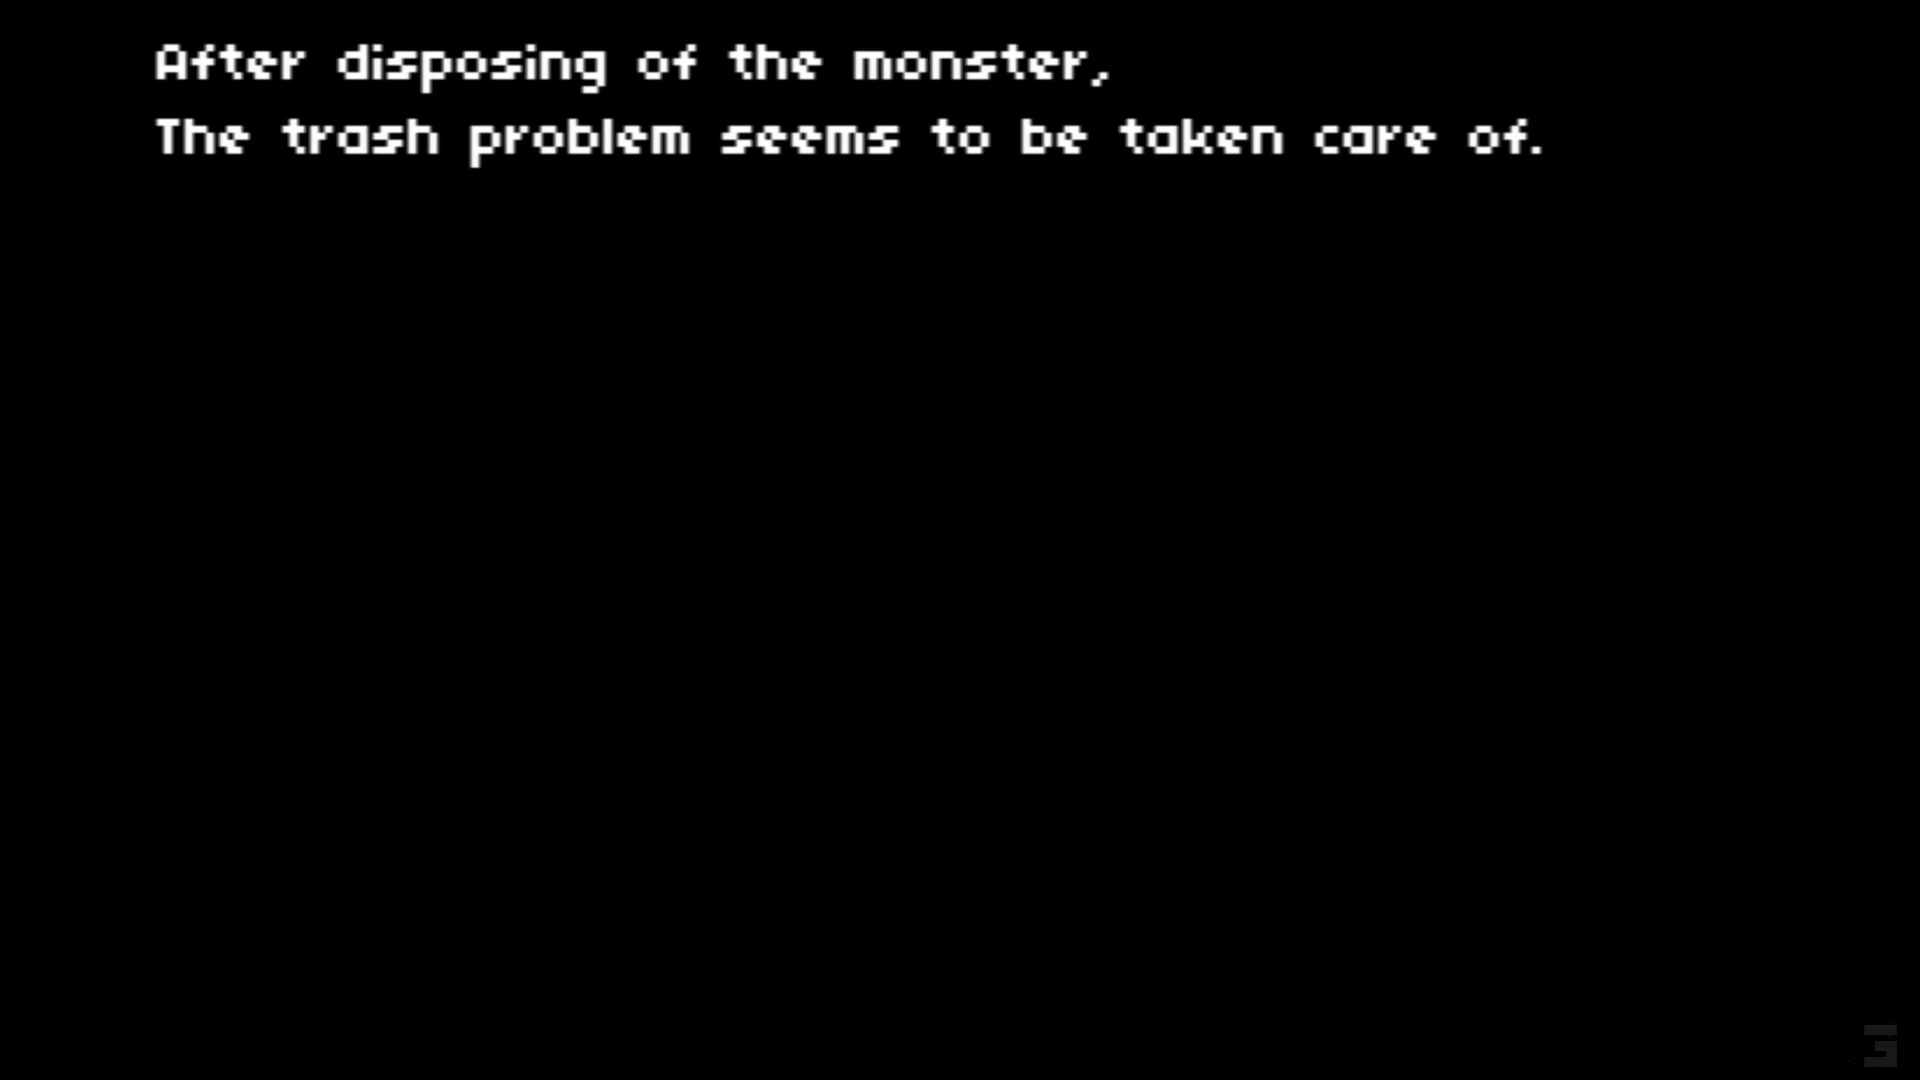 After disposing of the monster,
The trash problem seems to be taken care of.